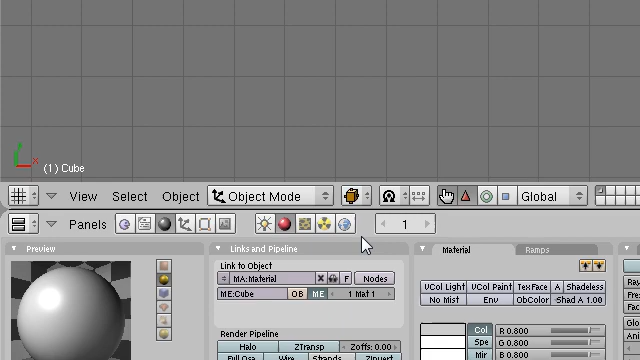 x
(1) Cube
View Select Object Object Mode Global
Panels 1
Preview Links and Pipeline Material Ramps
Link to Object
MA:Material F Nodes
ME:Cube OB ME 1 Mat 1
VCol Light VCol Paint TexFace A Shadeless
No Mist Env ObColor Shad A 1.00
Render Pipeline
Halo ZTransp Zoffs: 0.00
Full Osa Wire Strands ZInvert
Col R 0.800
Spe G 0.800
Mir B 0.800